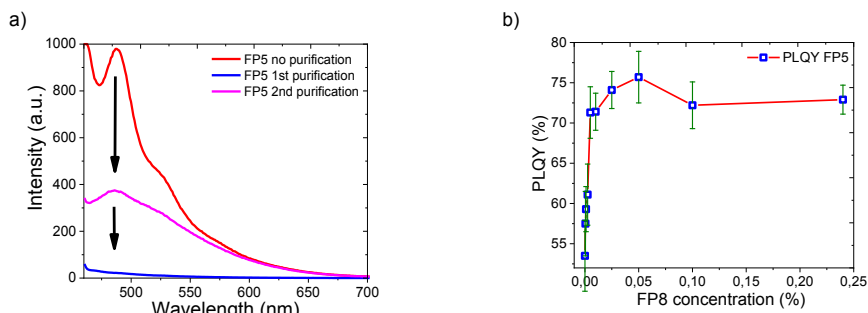 a)
1000
800
600
400
200
0
Intensity (a.u.)
FP5 no purification
FP5 1st purification
FP5 2nd purification
500 550 600 650 700
Wavelength (nm)
b)
80
75
70
65
60
55
PLQY (%)
PLQY FP5
0,00 0,05 0,10 0,15 0,20 0,25
FP8 concentration (%)